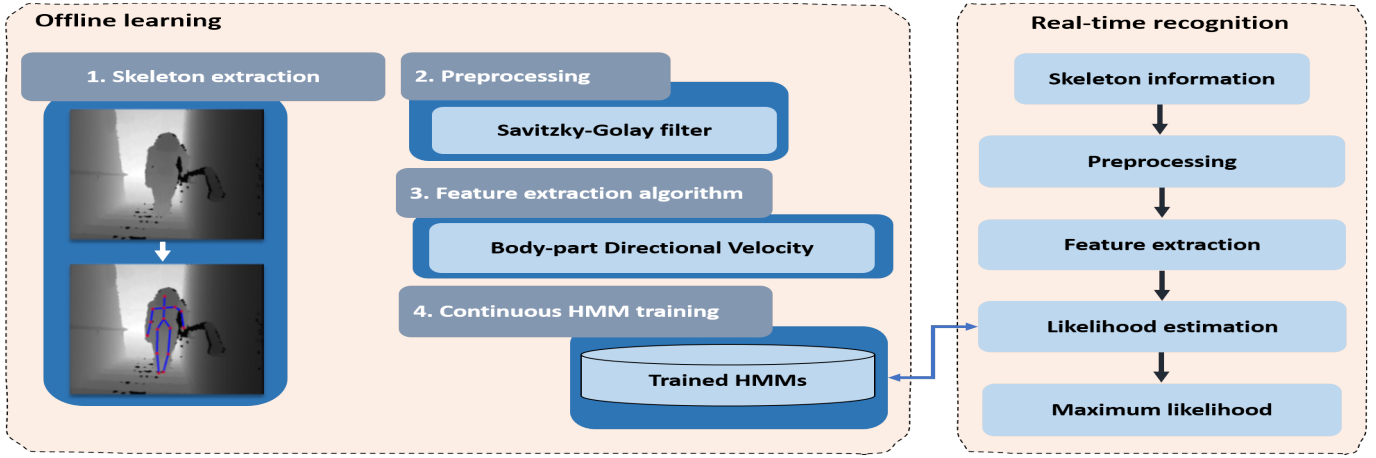 Offline learning
1. Skeleton extraction
2. Preprocessing
Savitzky-Golay filter
3. Feature extraction algorithm
Body-part Directional Velocity
4. Continuous HMM training
Trained HMMs
Real-time recognition
Skeleton information
Preprocessing
Feature extraction
Likelihood estimation
Maximum likelihood